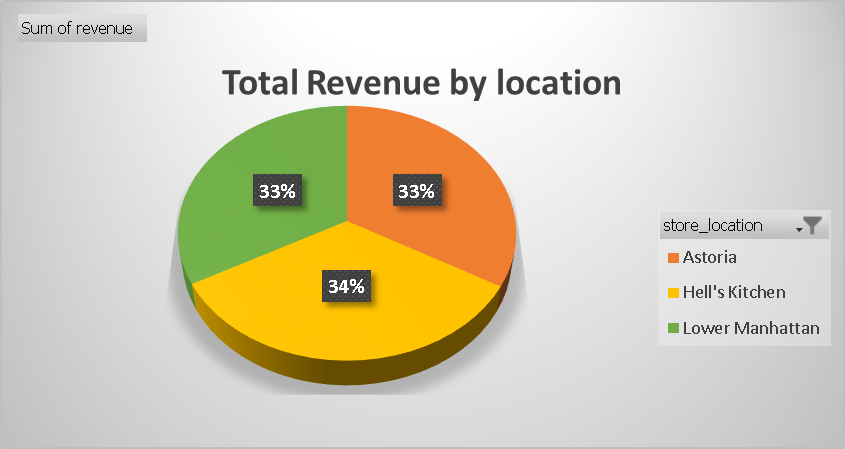 Sum of revenue
Total Revenue by location
33%
33%
34%
store_location
Astoria
Hell's Kitchen
Lower Manhattan